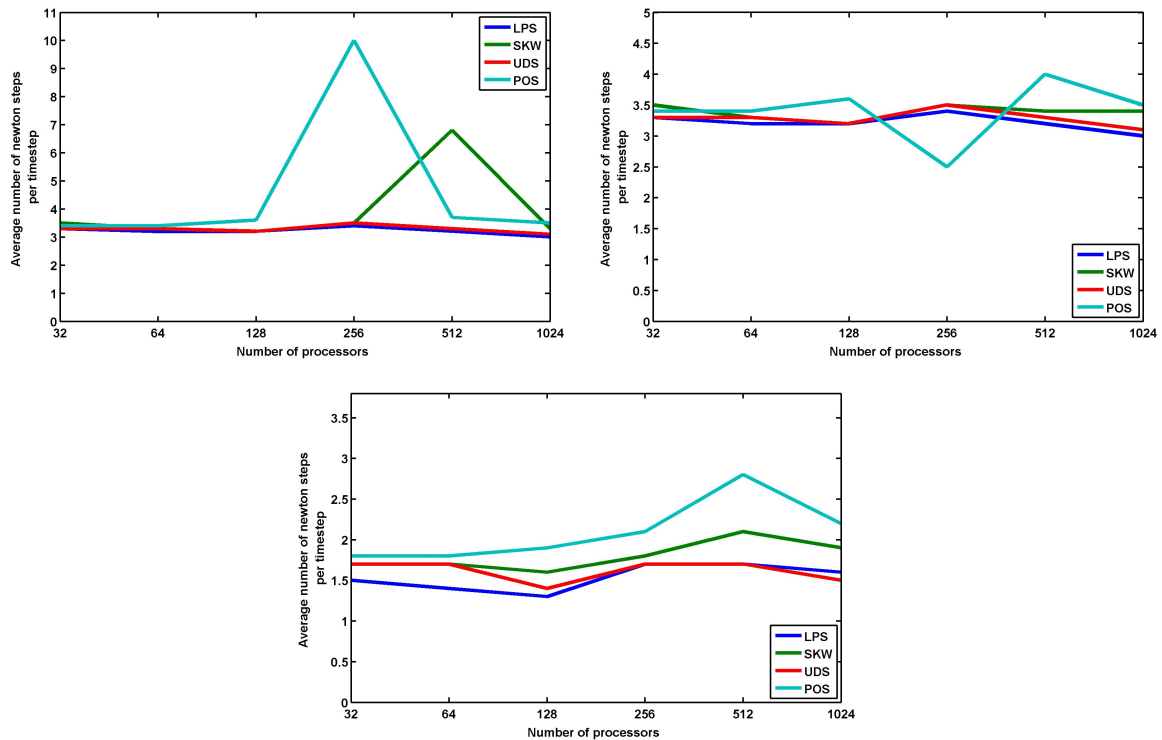 11
10
9
8
7
6
5
4
3
2
1
0
Average number of newton steps
per timestep
32 64 128 256 512 1024
Number of processors
LPS
SKW
UDS
POS
5
4.5
4
3.5
3
2.5
2
1.5
1
0.5
0
Average number of newton steps
per timestep
32 64 128 256 512 1024
Number of processors
LPS
SKW
UDS
POS
3.5
3
2.5
2
1.5
1
0.5
0
Average number of newton steps
per timestep
32 64 128 256 512 1024
Number of processors
LPS
SKW
UDS
POS